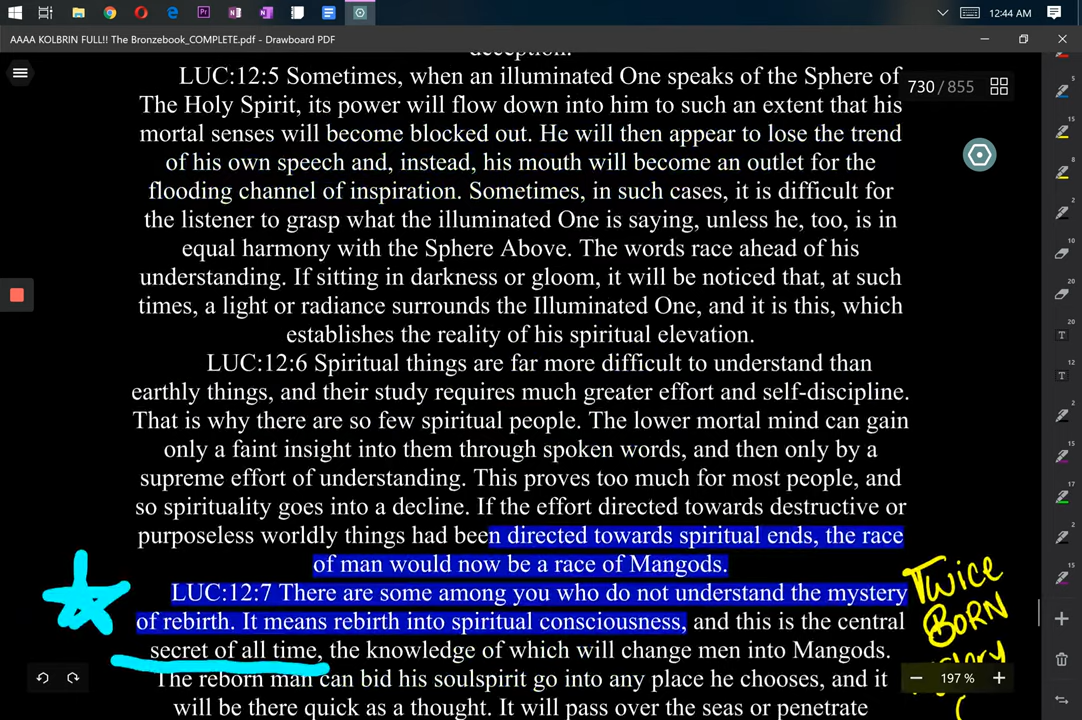 12:44 AM
AAAA KOLBRIN FULL!! The Bronzebook_COMPLETE.pdf - Drawboard PDF
deception.
730 / 855
LUC:12:5 Sometimes, when an illuminated One speaks of the Sphere of
The Holy Spirit, its power will flow down into him to such an extent that his
mortal senses will become blocked out. He will then appear to lose the trend
of his own speech and, instead, his mouth will become an outlet for the
flooding channel of inspiration. Sometimes, in such cases, it is difficult for
the listener to grasp what the illuminated One is saying, unless he, too, is in
equal harmony with the Sphere Above. The words race ahead of his
understanding. If sitting in darkness or gloom, it will be noticed that, at such
times, a light or radiance surrounds the Illuminated One, and it is this, which
establishes the reality of his spiritual elevation.
LUC:12:6 Spiritual things are far more difficult to understand than
earthly things, and their study requires much greater effort and self-discipline.
That is why there are so few spiritual people. The lower mortal mind can gain
only a faint insight into them through spoken words, and then only by a
supreme effort of understanding. This proves too much for most people, and
so spirituality goes into a decline. If the effort directed towards destructive or
purposeless worldly things had been directed towards spiritual ends, the race
of man would now be a race of Mangods.
LUC:12:7 There are some among you who do not understand the mystery
of rebirth. It means rebirth into spiritual consciousness, and this is the central
secret of all time, the knowledge of which will change men into Mangods.
The reborn man can bid his soulspirit go into any place he chooses, and it
will be there quick as a thought. It will pass over the seas or penetrate
TWICE
BORN
197 %
5
15
8
2
10
20
T
12
T
2
15
17
2
15